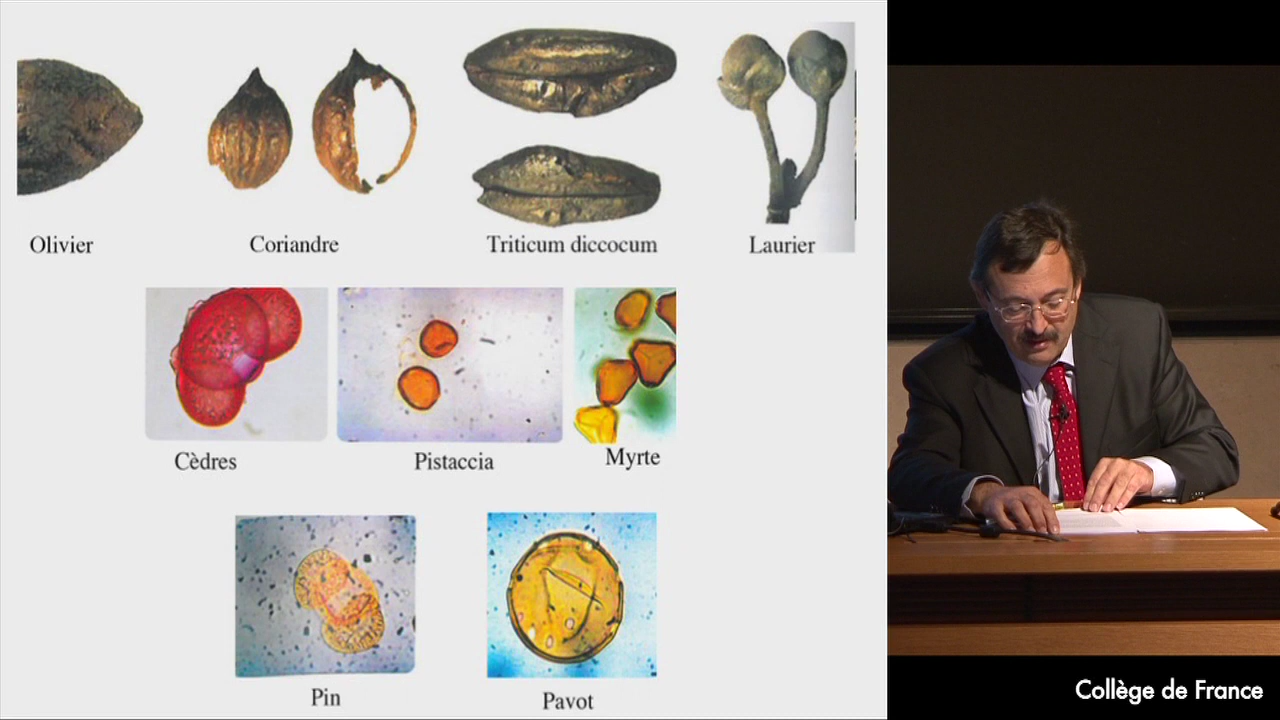 Olivier
Coriandre
Triticum diccocum
Laurier
Cèdres
Pistaccia
Myrte
Pin
Pavot
Collège de France